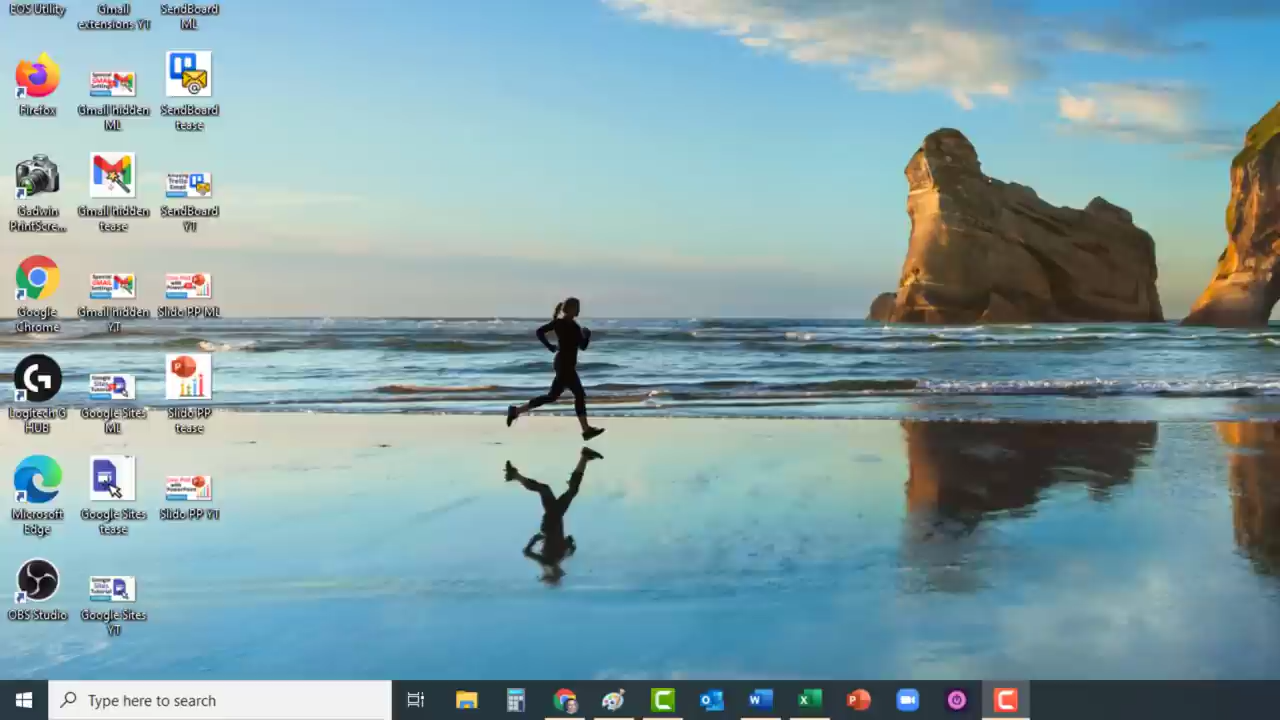 EOS Utility
Gmail
extensions YT
SendBoard
ML
Firefox
Gmail hidden
ML
SendBoard
tease
Gadwin
PrintScre...
Gmail hidden
tease
SendBoard
YT
Google
Chrome
Gmail hidden
YT
Slido PP ML
Logitech G
HUB
Google Sites
ML
Slido PP
tease
Microsoft
Edge
Google Sites
tease
Slido PP YT
OBS Studio
Google Sites
YT
Type here to search